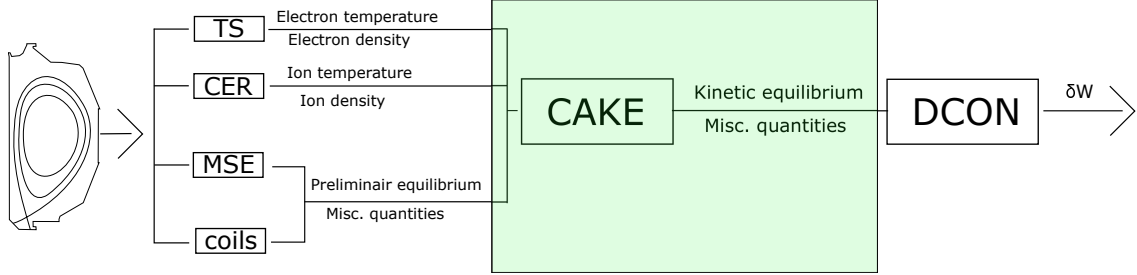 TS
Electron temperature
Electron density
CER
Ion temperature
Ion density
MSE
coils
Preliminair equilibrium
Misc. quantities
CAKE
Kinetic equilibrium
Misc. quantities
DCON
δW